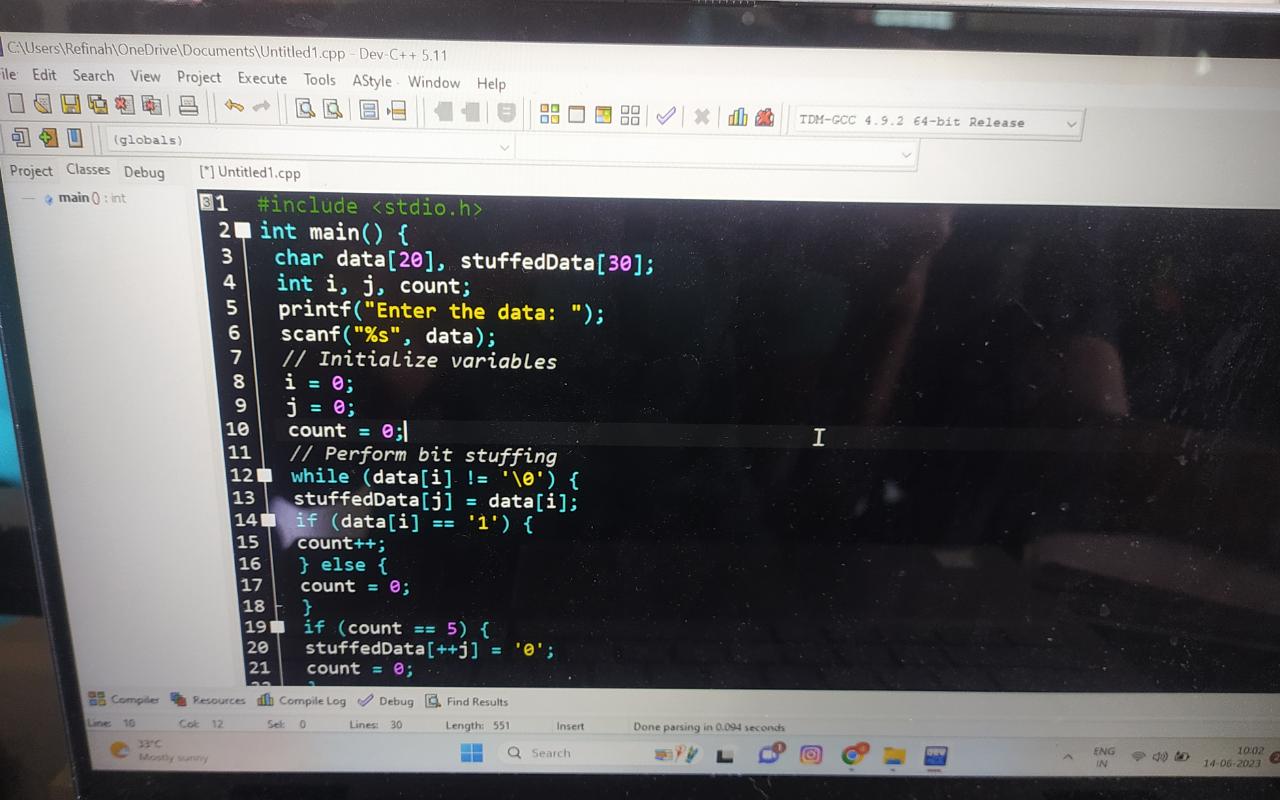 C:\Users\Refinah\OneDrive\Documents\Untitled1.cpp - Dev-C++ 5.11
ile Edit Search View Project Execute Tools AStyle Window Help
TDM-GCC 4.9.2 64-bit Release
(globals)
Project Classes Debug
[*] Untitled1.cpp
main () : int
1 #include <stdio.h>
2 int main() {
3 char data[20], stuffedData[30];
4 int i, j, count;
5 printf("Enter the data: ");
6 scanf("%s", data);
7 // Initialize variables
8 i = 0;
9 j = 0;
10 count = 0;
11 // Perform bit stuffing
12 while (data[i] != '\0') {
13 stuffedData[j] = data[i];
14 if (data[i] == '1') {
15 count++;
16 } else {
17 count = 0;
18 }
19 if (count == 5) {
20 stuffedData[++j] = '0';
21 count = 0;
Compiler Resources Compile Log Debug Find Results
Line: 10 Col: 12 Sel: 0 Lines: 30 Length: 551 Insert Done parsing in 0.094 seconds
33°C
Mostly sunny
Search
DEV
ENG
IN
10:02
14-06-2023